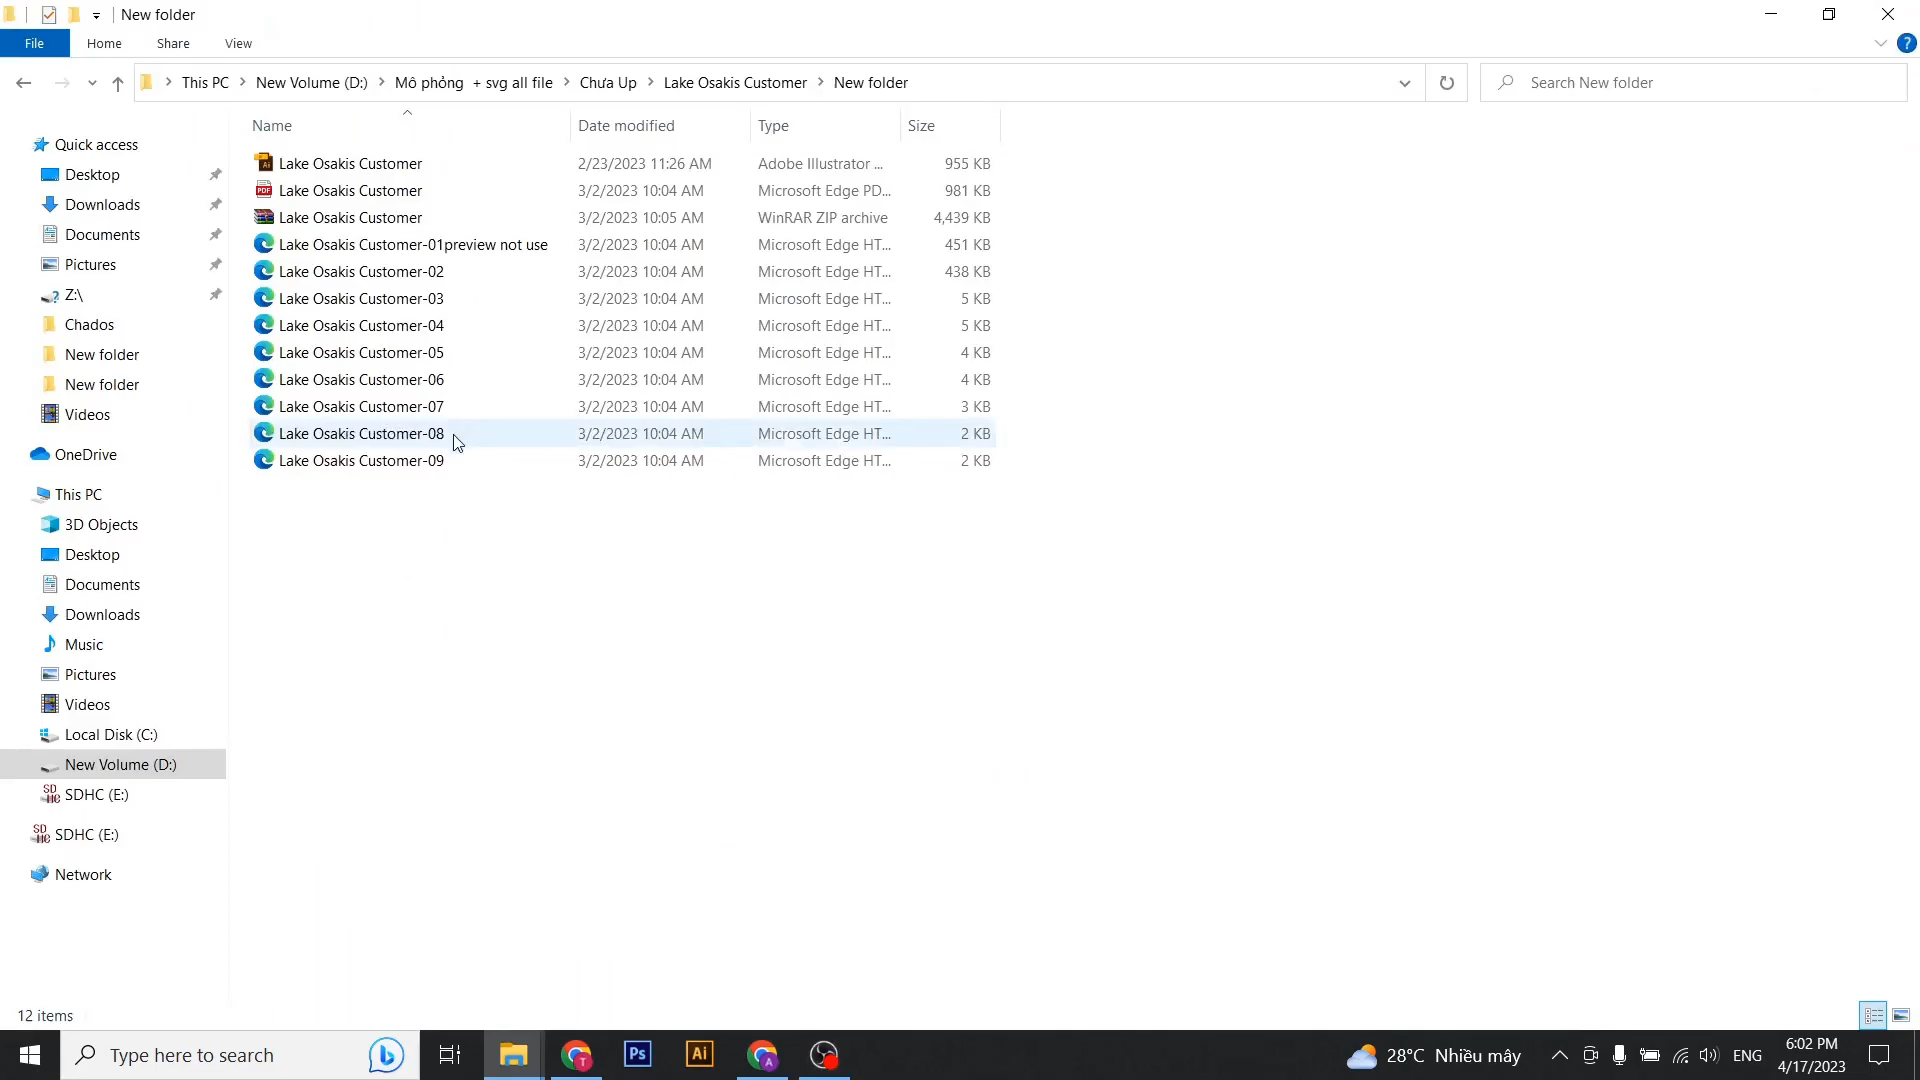 New folder
File Home Share View
This PC New Volume (D:) Mô phỏng + svg all file Chưa Up Lake Osakis Customer New folder Search New folder
Name Date modified Type Size
Quick access
Desktop
Downloads
Documents
Pictures
Z:\
Chados
New folder
New folder
Videos
OneDrive
This PC
3D Objects
Desktop
Documents
Downloads
Music
Pictures
Videos
Local Disk (C:)
New Volume (D:)
SDHC (E:)
SDHC (E:)
Network
Lake Osakis Customer 2/23/2023 11:26 AM Adobe Illustrator ... 955 KB
Lake Osakis Customer 3/2/2023 10:04 AM Microsoft Edge PD... 981 KB
Lake Osakis Customer 3/2/2023 10:05 AM WinRAR ZIP archive 4,439 KB
Lake Osakis Customer-01preview not use 3/2/2023 10:04 AM Microsoft Edge HT... 451 KB
Lake Osakis Customer-02 3/2/2023 10:04 AM Microsoft Edge HT... 438 KB
Lake Osakis Customer-03 3/2/2023 10:04 AM Microsoft Edge HT... 5 KB
Lake Osakis Customer-04 3/2/2023 10:04 AM Microsoft Edge HT... 5 KB
Lake Osakis Customer-05 3/2/2023 10:04 AM Microsoft Edge HT... 4 KB
Lake Osakis Customer-06 3/2/2023 10:04 AM Microsoft Edge HT... 4 KB
Lake Osakis Customer-07 3/2/2023 10:04 AM Microsoft Edge HT... 3 KB
Lake Osakis Customer-08 3/2/2023 10:04 AM Microsoft Edge HT... 2 KB
Lake Osakis Customer-09 3/2/2023 10:04 AM Microsoft Edge HT... 2 KB
12 items
Type here to search
Ps
Ai
28°C Nhiều mây
ENG
6:02 PM
4/17/2023